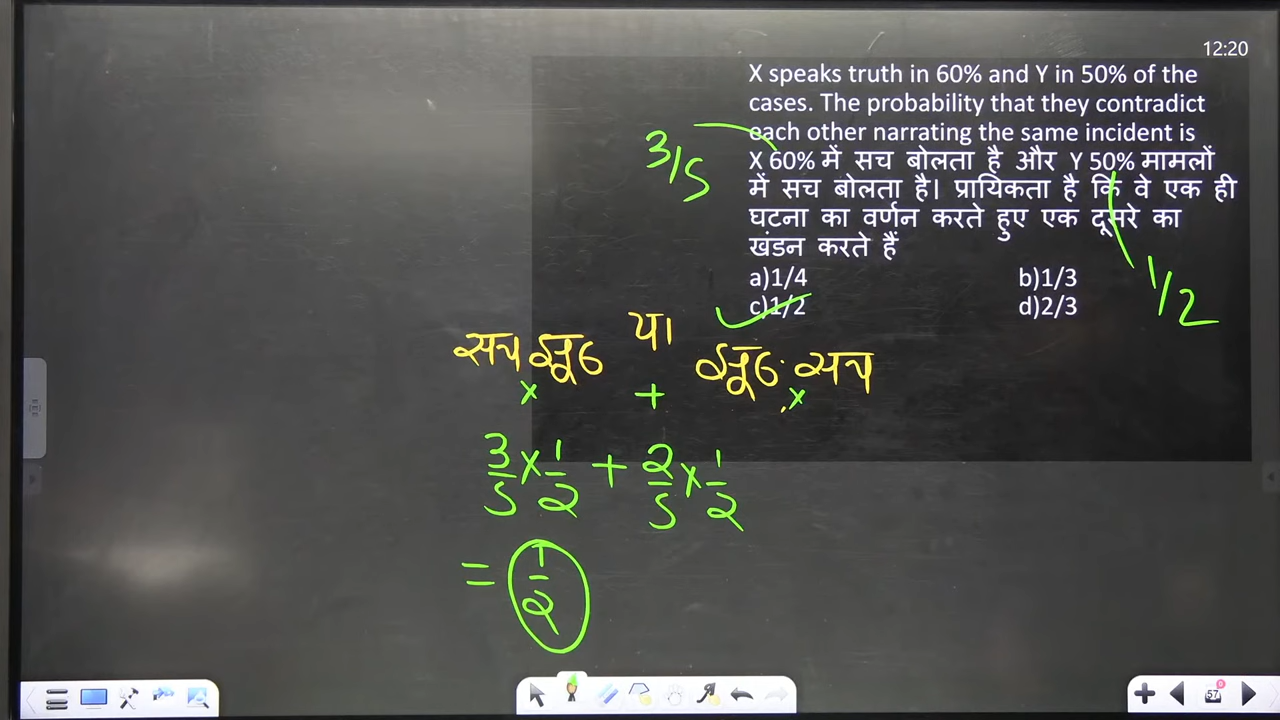 12:20
X speaks truth in 60% and Y in 50% of the
cases. The probability that they contradict
each other narrating the same incident is
X 60% में सच बोलता है और Y 50% मामलों
में सच बोलता है। प्रायिकता है कि वे एक ही
घटना का वर्णन करते हुए एक दूसरे का
खंडन करते हैं
a)1/4 b)1/3
c)1/2 d)2/3
3/5
1/2
सच झूठ या झूठ सच
x + x
3/5 x 1/2 + 2/5 x 1/2
= 1/2
57